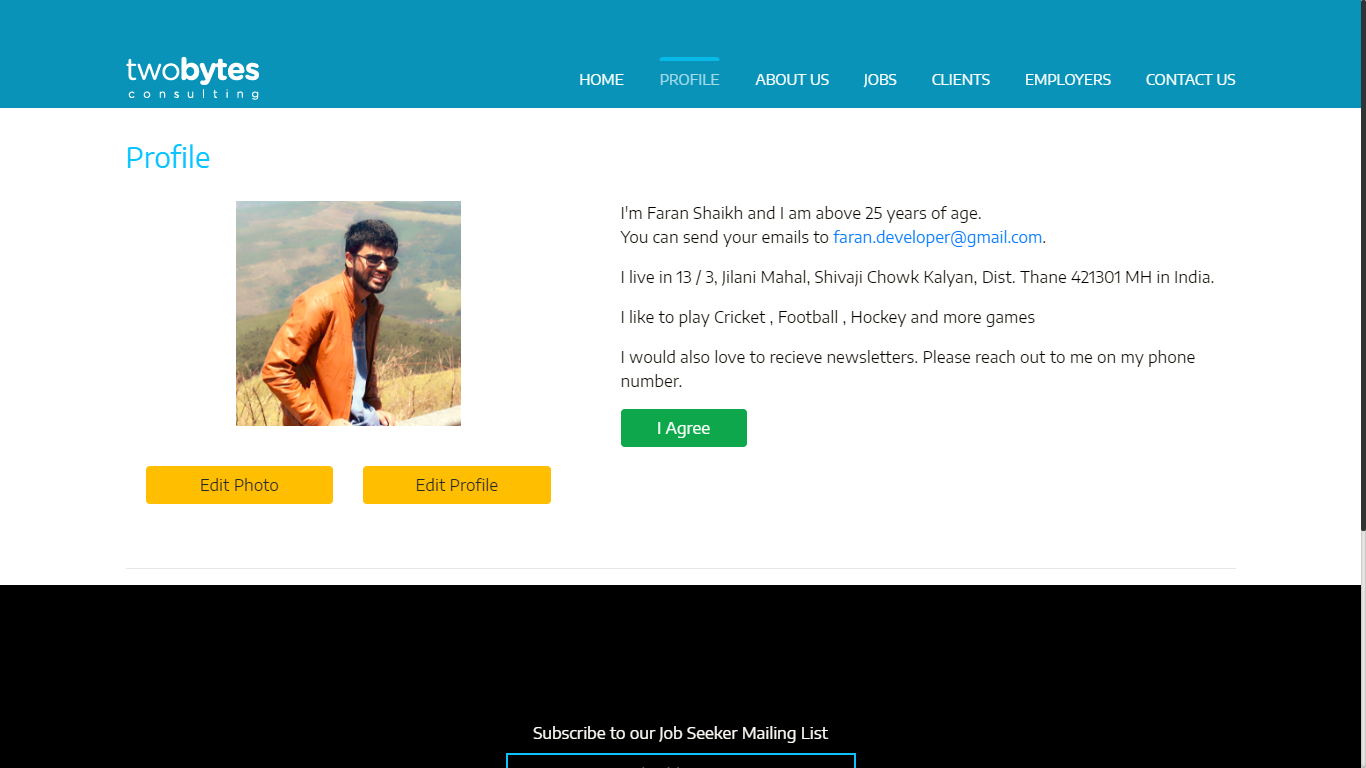 twobytes
consulting
HOME PROFILE ABOUT US JOBS CLIENTS EMPLOYERS CONTACT US
Profile
I'm Faran Shaikh and I am above 25 years of age.
You can send your emails to faran.developer@gmail.com.
I live in 13 / 3, Jilani Mahal, Shivaji Chowk Kalyan, Dist. Thane 421301 MH in India.
I like to play Cricket , Football , Hockey and more games
I would also love to recieve newsletters. Please reach out to me on my phone
number.
I Agree
Edit Photo Edit Profile
Subscribe to our Job Seeker Mailing List